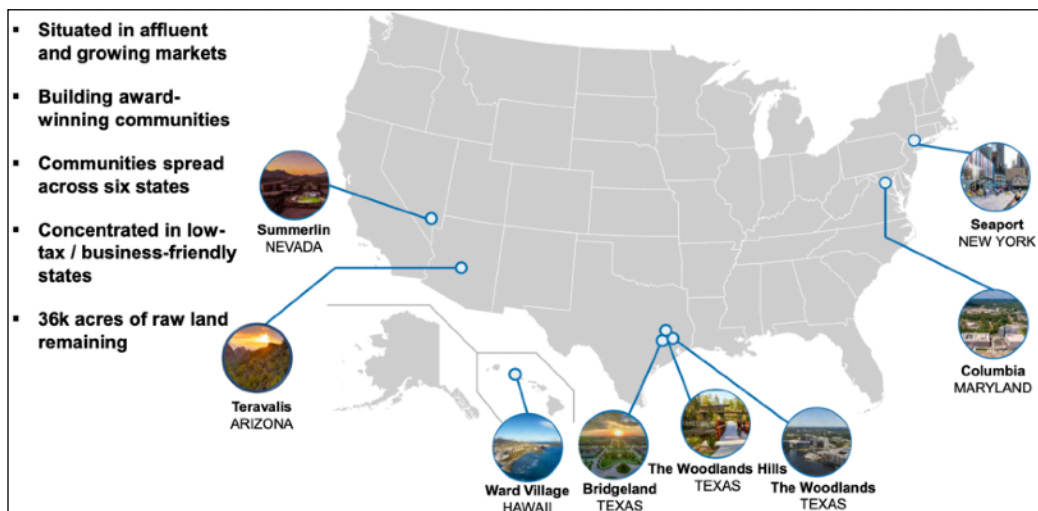 ▪ Situated in affluent
and growing markets
▪ Building award-
winning communities
▪ Communities spread
across six states
▪ Concentrated in low-
tax / business-friendly
states
▪ 36k acres of raw land
remaining
Summerlin
NEVADA
Teravalis
ARIZONA
Ward Village
HAWAII
Bridgeland
TEXAS
The Woodlands Hills
TEXAS
The Woodlands
TEXAS
Columbia
MARYLAND
Seaport
NEW YORK